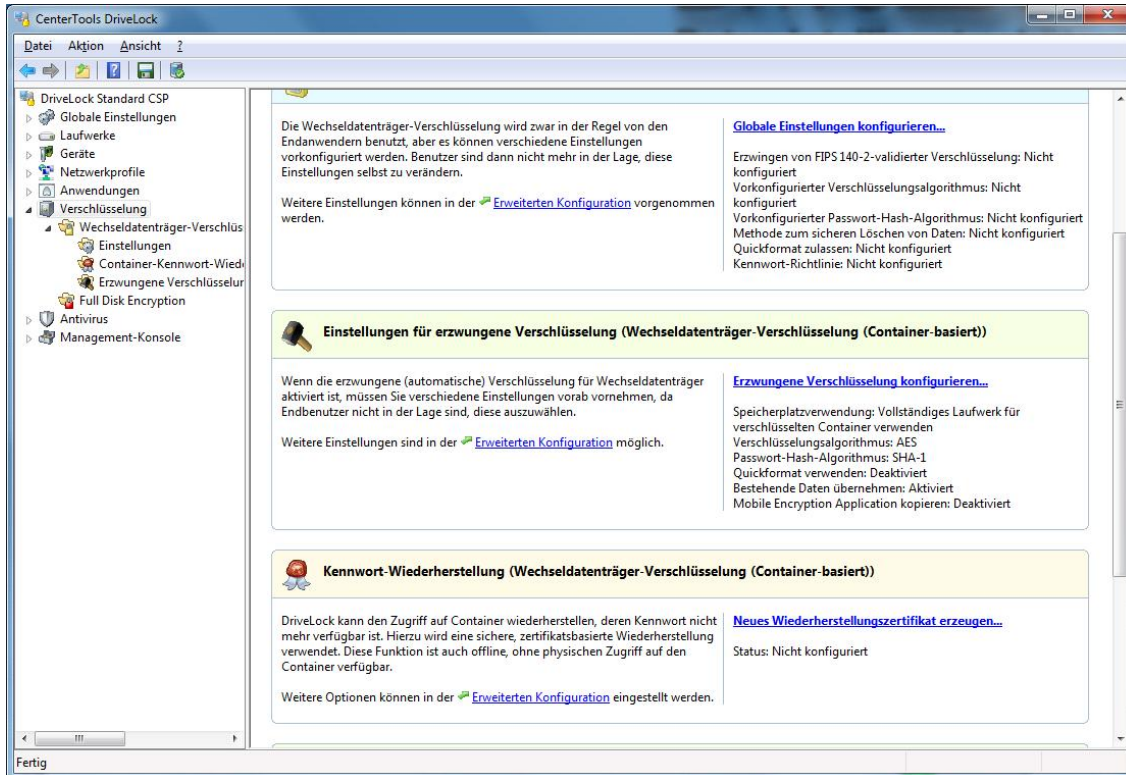 CenterTools DriveLock
Datei Aktion Ansicht ?
DriveLock Standard CSP
Globale Einstellungen
Laufwerke
Geräte
Netzwerkprofile
Anwendungen
Verschlüsselung
Wechseldatenträger-Verschlüs
Einstellungen
Container-Kennwort-Wied
Erzwungene Verschlüsselur
Full Disk Encryption
Antivirus
Management-Konsole
Die Wechseldatenträger-Verschlüsselung wird zwar in der Regel von den
Endanwendern benutzt, aber es können verschiedene Einstellungen
vorkonfiguriert werden. Benutzer sind dann nicht mehr in der Lage, diese
Einstellungen selbst zu verändern.
Weitere Einstellungen können in der Erweiterten Konfiguration vorgenommen
werden.
Globale Einstellungen konfigurieren...
Erzwingen von FIPS 140-2-validierter Verschlüsselung: Nicht
konfiguriert
Vorkonfigurierter Verschlüsselungsalgorithmus: Nicht
konfiguriert
Vorkonfigurierter Passwort-Hash-Algorithmus: Nicht konfiguriert
Methode zum sicheren Löschen von Daten: Nicht konfiguriert
Quickformat zulassen: Nicht konfiguriert
Kennwort-Richtlinie: Nicht konfiguriert
Einstellungen für erzwungene Verschlüsselung (Wechseldatenträger-Verschlüsselung (Container-basiert))
Wenn die erzwungene (automatische) Verschlüsselung für Wechseldatenträger
aktiviert ist, müssen Sie verschiedene Einstellungen vorab vornehmen, da
Endbenutzer nicht in der Lage sind, diese auszuwählen.
Weitere Einstellungen sind in der Erweiterten Konfiguration möglich.
Erzwungene Verschlüsselung konfigurieren...
Speicherplatzverwendung: Vollständiges Laufwerk für
verschlüsselten Container verwenden
Verschlüsselungsalgorithmus: AES
Passwort-Hash-Algorithmus: SHA-1
Quickformat verwenden: Deaktiviert
Bestehende Daten übernehmen: Aktiviert
Mobile Encryption Application kopieren: Deaktiviert
Kennwort-Wiederherstellung (Wechseldatenträger-Verschlüsselung (Container-basiert))
DriveLock kann den Zugriff auf Container wiederherstellen, deren Kennwort nicht
mehr verfügbar ist. Hierzu wird eine sichere, zertifikatsbasierte Wiederherstellung
verwendet. Diese Funktion ist auch offline, ohne physischen Zugriff auf den
Container verfügbar.
Weitere Optionen können in der Erweiterten Konfiguration eingestellt werden.
Neues Wiederherstellungszertifikat erzeugen...
Status: Nicht konfiguriert
Fertig